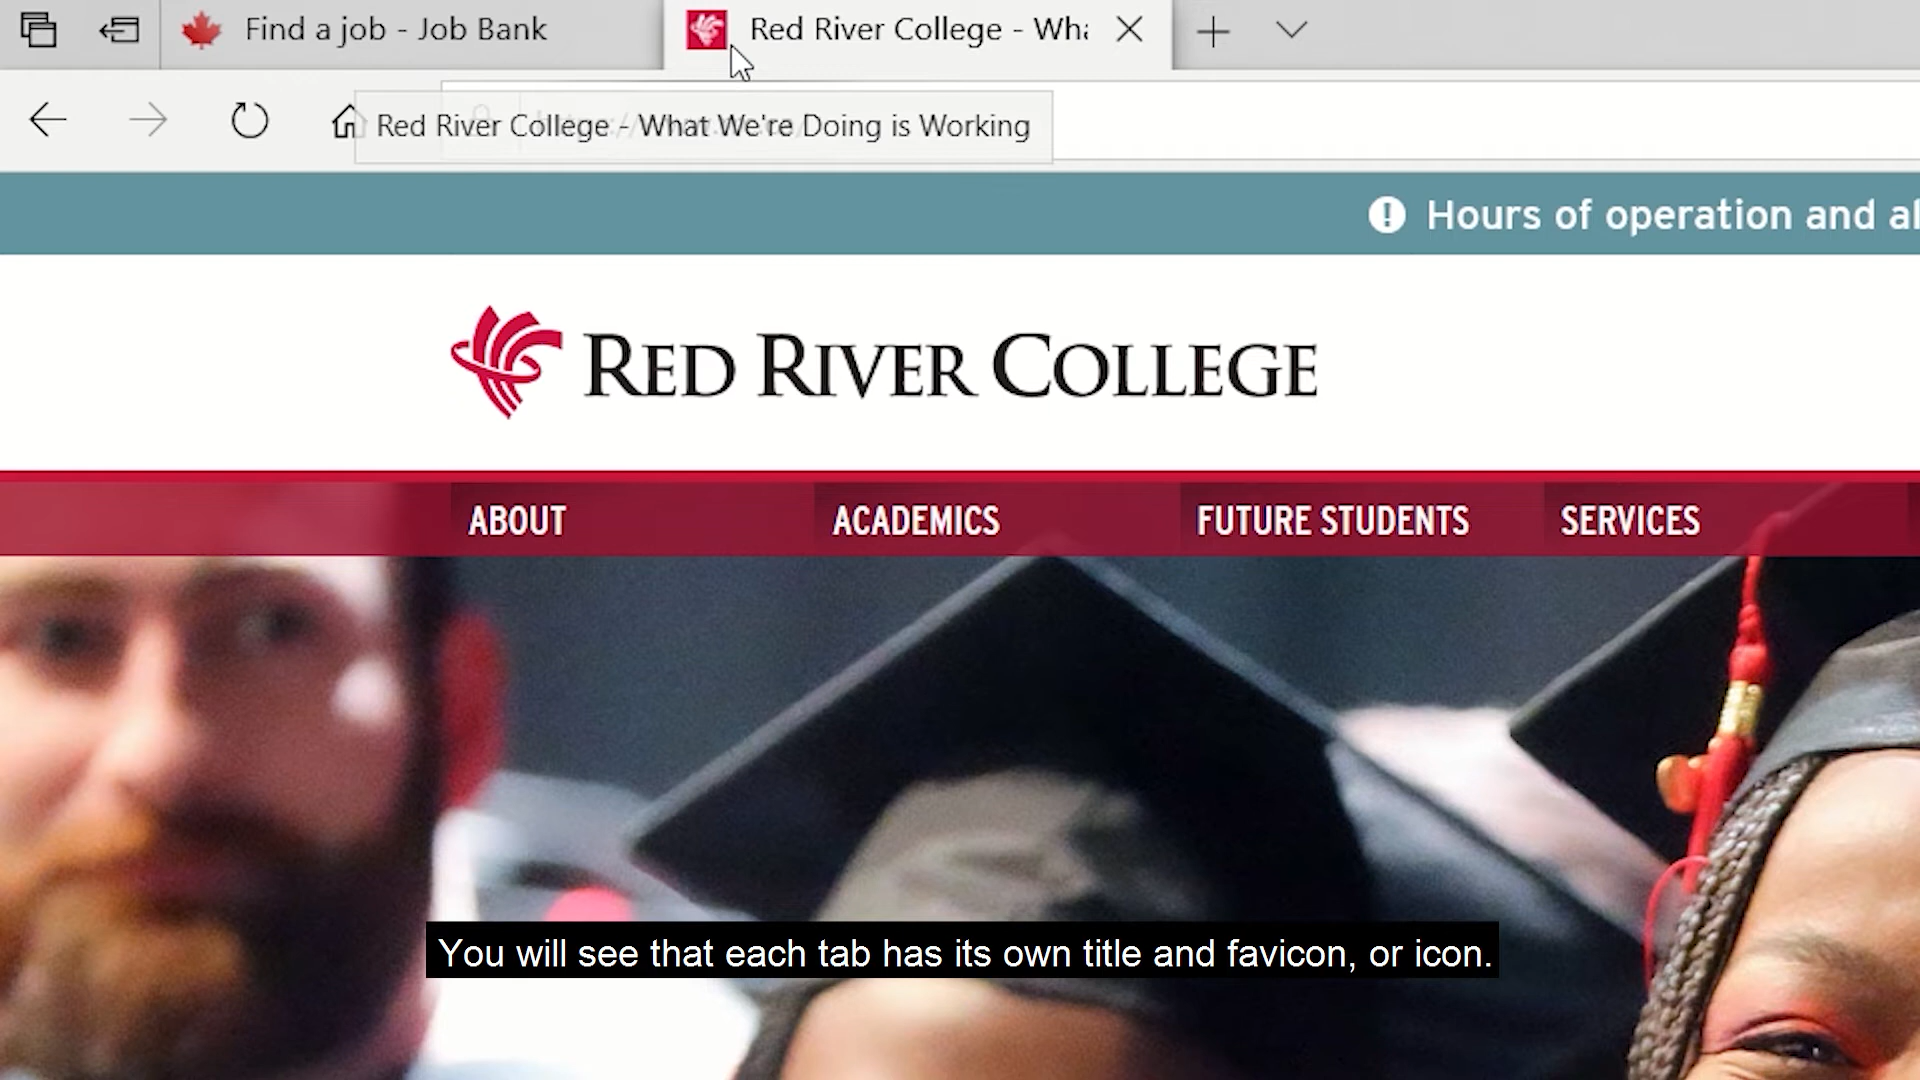 Find a job - Job Bank
Red River College - Wha
Red River College - What We're Doing is Working
Hours of operation and al
RED RIVER COLLEGE
ABOUT
ACADEMICS
FUTURE STUDENTS
SERVICES
You will see that each tab has its own title and favicon, or icon.